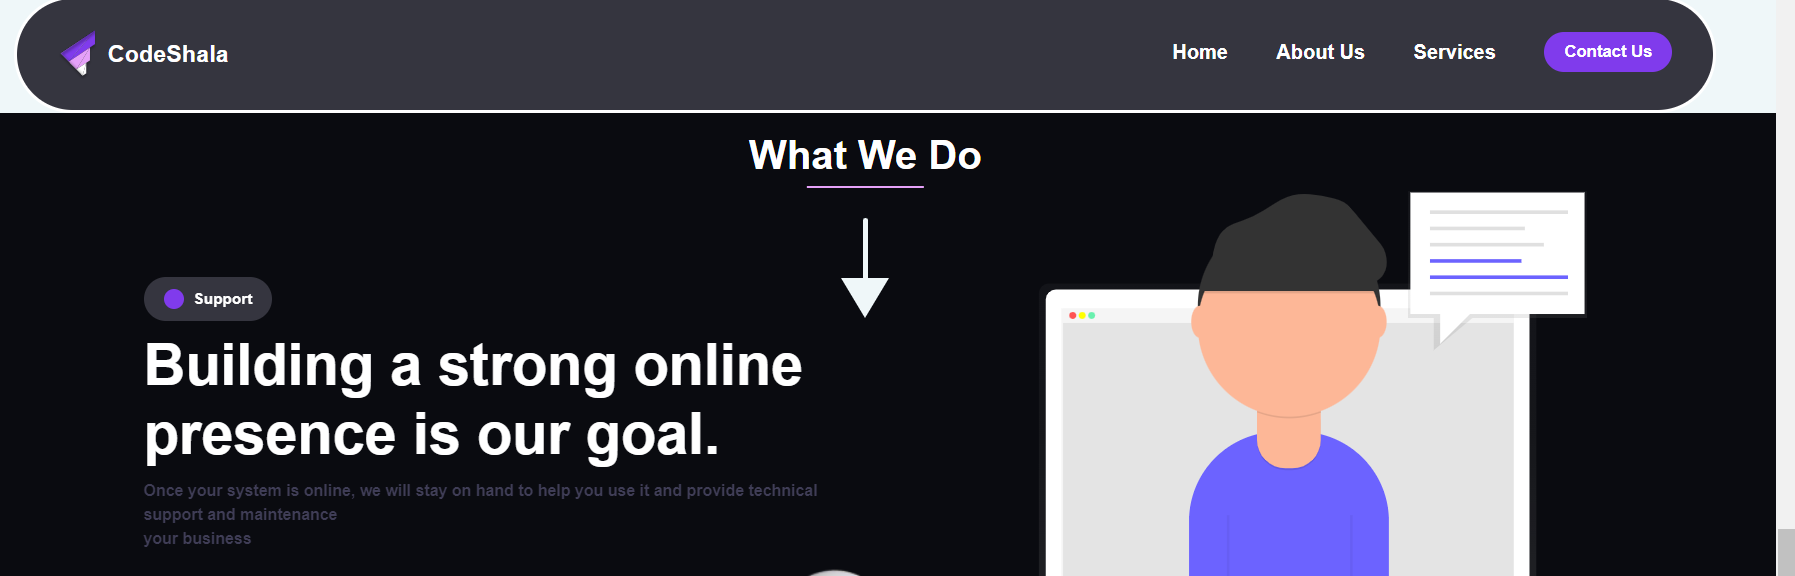 CodeShala
Home
About Us
Services
Contact Us
What We Do
Support
Building a strong online
presence is our goal.
Once your system is online, we will stay on hand to help you use it and provide technical
support and maintenance
your business